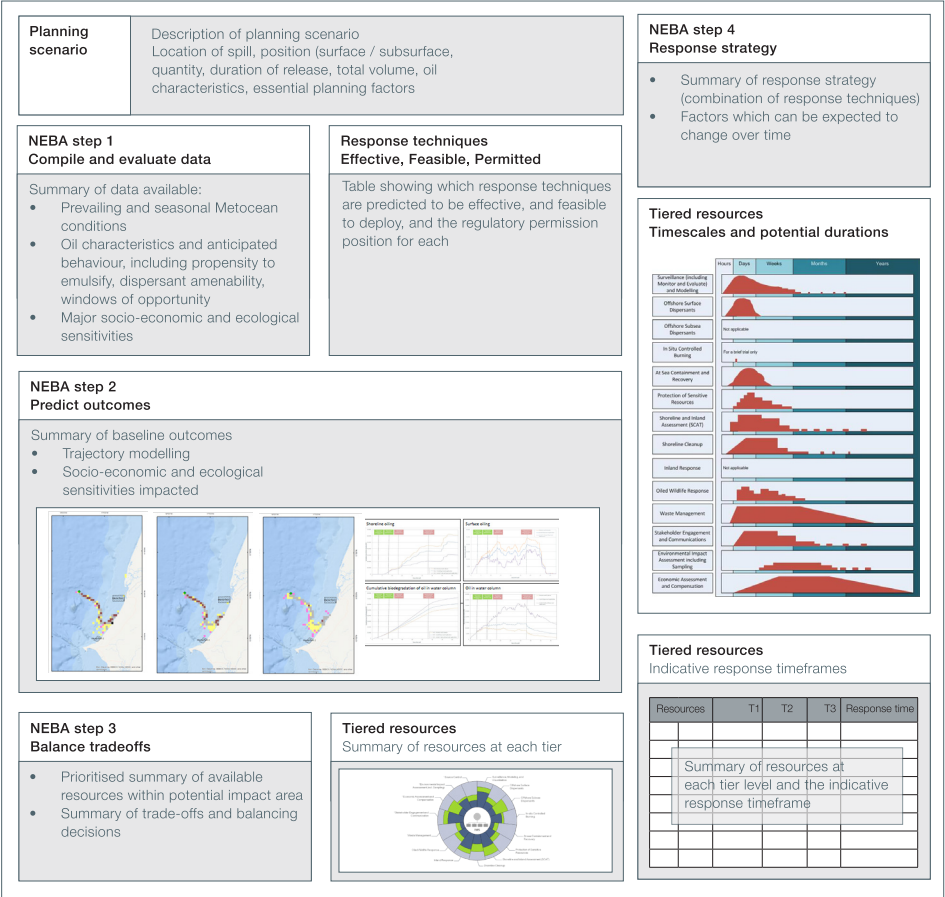 Planning
scenario
Description of planning scenario
Location of spill, position (surface / subsurface,
quantity, duration of release, total volume, oil
characteristics, essential planning factors
NEBA step 1
Compile and evaluate data
Summary of data available:
• Prevailing and seasonal Metocean
conditions
• Oil characteristics and anticipated
behaviour, including propensity to
emulsify, dispersant amenability,
windows of opportunity
• Major socio-economic and ecological
sensitivities
Response techniques
Effective, Feasible, Permitted
Table showing which response techniques
are predicted to be effective, and feasible
to deploy, and the regulatory permission
position for each
NEBA step 2
Predict outcomes
Summary of baseline outcomes
• Trajectory modelling
• Socio-economic and ecological
sensitivities impacted
Shoreline oiling
Surface oiling
Cumulative biodegradation of oil in water column
Oil in water column
NEBA step 3
Balance tradeoffs
• Prioritised summary of available
resources within potential impact area
• Summary of trade-offs and balancing
decisions
Tiered resources
Summary of resources at each tier
NEBA step 4
Response strategy
• Summary of response strategy
(combination of response techniques)
• Factors which can be expected to
change over time
Tiered resources
Timescales and potential durations
Hours Days Weeks Months Years
Surveillance (including
Monitor and Evaluate)
and Modelling
Offshore Surface
Dispersants
Offshore Subsea
Dispersants
Not applicable
In Situ Controlled
Burning
For a brief trial only
At Sea Containment and
Recovery
Protection of Sensitive
Resources
Shoreline and Inland
Assessment (SCAT)
Shoreline Cleanup
Inland Response
Not applicable
Oiled Wildlife Response
Waste Management
Stakeholder Engagement
and Communications
Environmental Impact
Assessment including
Sampling
Economic Assessment
and Compensation
Tiered resources
Indicative response timeframes
Resources T1 T2 T3 Response time
Summary of resources at
each tier level and the indicative
response timeframe